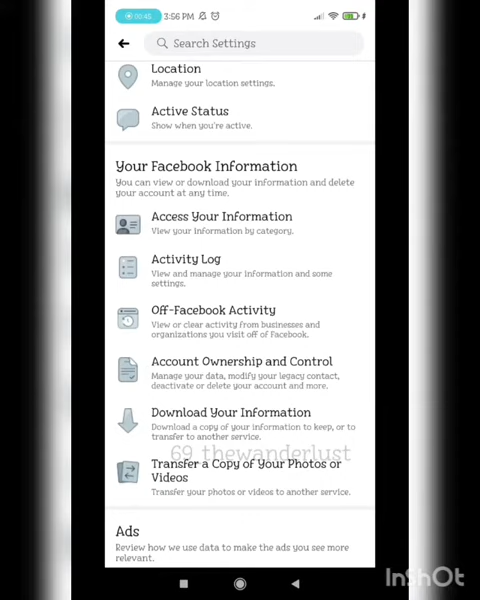 00:45 3:56 PM
Search Settings
Location
Manage your location settings.
Active Status
Show when you're active.
Your Facebook Information
You can view or download your information and delete
your account at any time.
Access Your Information
View your information by category.
Activity Log
View and manage your information and some
settings.
Off-Facebook Activity
View or clear activity from businesses and
organizations you visit off of Facebook.
Account Ownership and Control
Manage your data, modify your legacy contact,
deactivate or delete your account and more.
Download Your Information
Download a copy of your information to keep, or to
transfer to another service.
69 thewanderlust
Transfer a Copy of Your Photos or
Videos
Transfer your photos or videos to another service.
Ads
Review how we use data to make the ads you see more
relevant.
InShOt